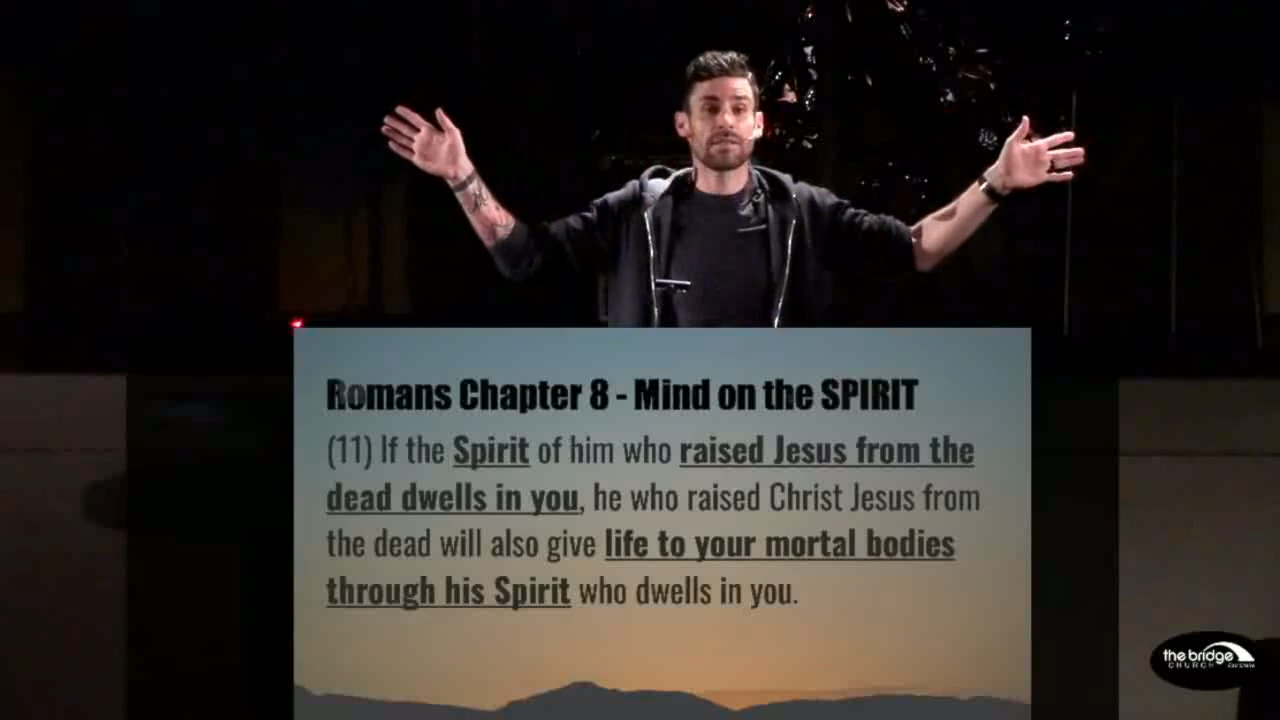 Romans Chapter 8 - Mind on the SPIRIT
(11) If the Spirit of him who raised Jesus from the
dead dwells in you, he who raised Christ Jesus from
the dead will also give life to your mortal bodies
through his Spirit who dwells in you.
the bridge
CHURCH